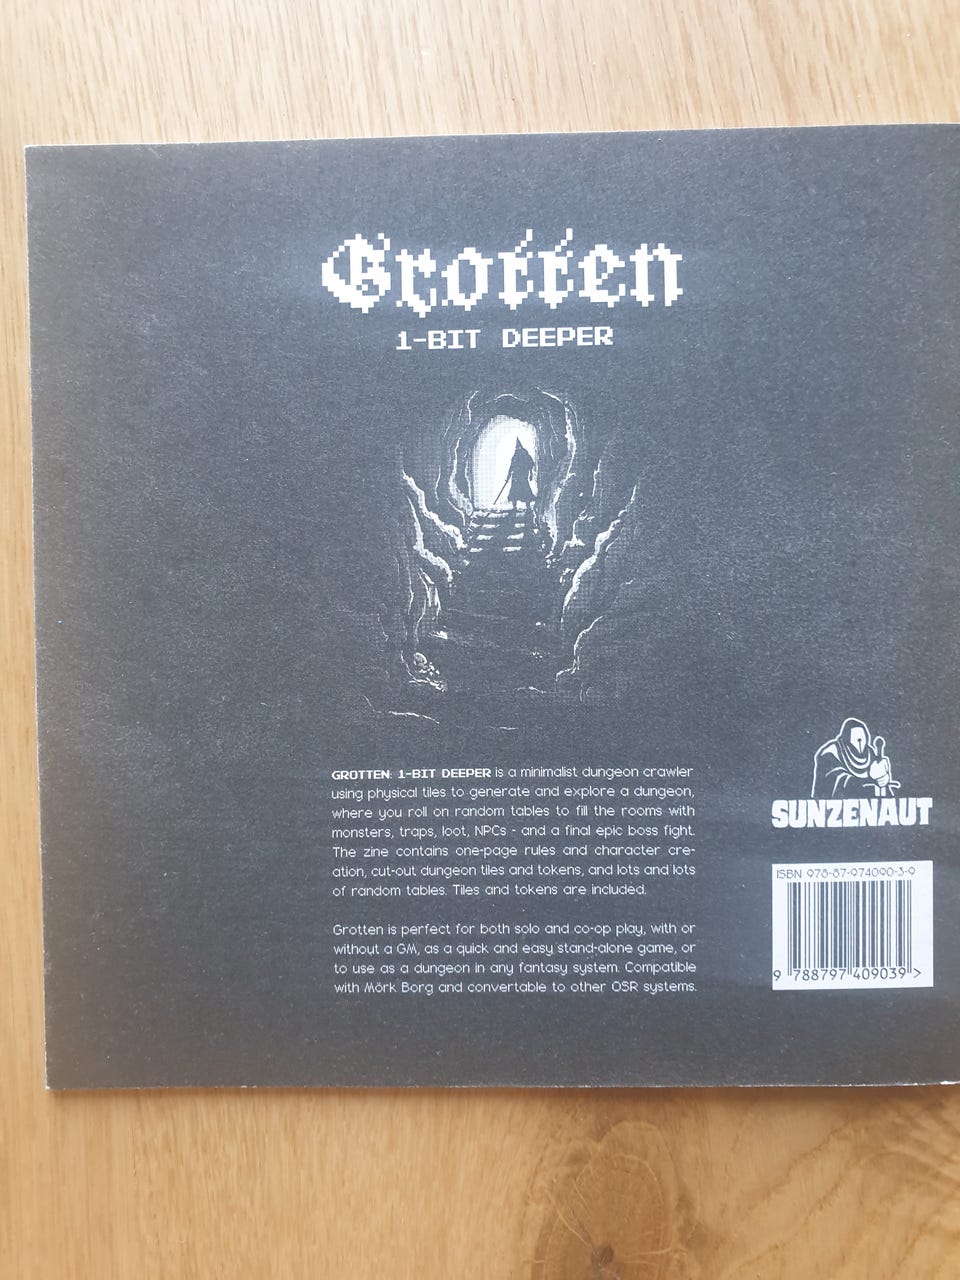 Grotten
1-BIT DEEPER
GROTTEN: 1-BIT DEEPER is a minimalist dungeon crawler
using physical tiles to generate and explore a dungeon,
where you roll on random tables to fill the rooms with
monsters, traps, loot, NPCs - and a final epic boss fight.
The zine contains one-page rules and character cre-
ation, cut-out dungeon tiles and tokens, and lots and lots
of random tables. Tiles and tokens are included.
Grotten is perfect for both solo and co-op play, with or
without a GM, as a quick and easy stand-alone game, or
to use as a dungeon in any fantasy system. Compatible
with Mörk Borg and convertable to other OSR systems.
SUNZENAUT
ISBN 978-87-974090-3-9
9 788797 409039 >